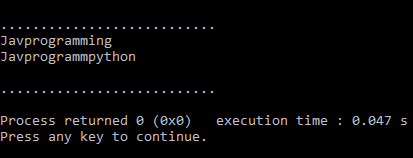 ...........................
Javprogramming
Javprogrammpython
...........................
Process returned 0 (0x0)   execution time : 0.047 s
Press any key to continue.